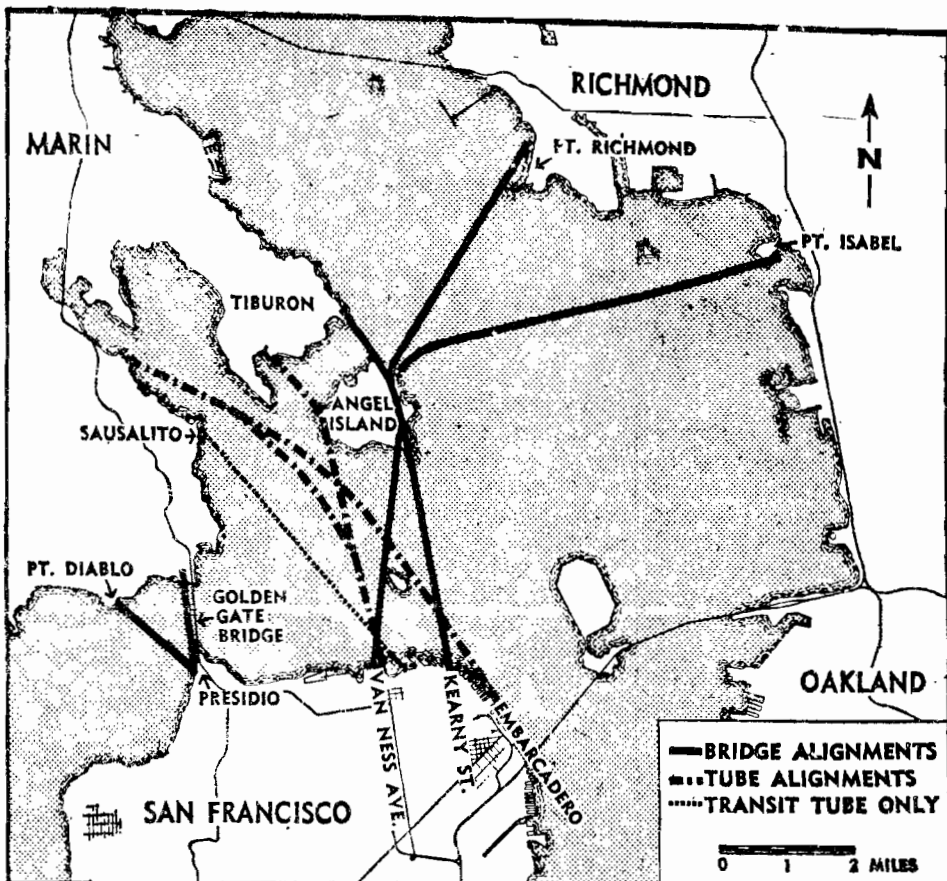 RICHMOND
MARIN
PT. RICHMOND
N
PT. ISABEL
TIBURON
ANGEL
ISLAND
SAUSALITO
PT. DIABLO
GOLDEN
GATE
BRIDGE
PRESIDIO
OAKLAND
VAN NESS AVE.
KEARNY ST.
EMBARCADERO
SAN FRANCISCO
BRIDGE ALIGNMENTS
TUBE ALIGNMENTS
TRANSIT TUBE ONLY
0 1 2 MILES